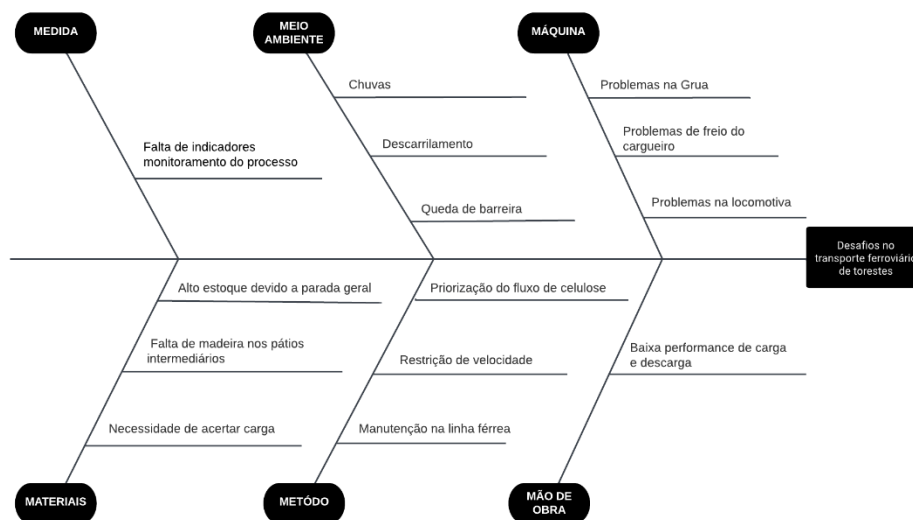 MEDIDA
MEIO
AMBIENTE
MÁQUINA
Chuvas
Problemas na Grua
Falta de indicadores
monitoramento do processo
Descarrilamento
Problemas de freio do
cargueiro
Queda de barreira
Problemas na locomotiva
Desafios no
transporte ferroviário
de torestes
Alto estoque devido a parada geral
Priorização do fluxo de celulose
Falta de madeira nos pátios
intermediários
Restrição de velocidade
Baixa performance de carga
e descarga
Necessidade de acertar carga
Manutenção na linha férrea
MATERIAIS
METÓDO
MÃO DE
OBRA